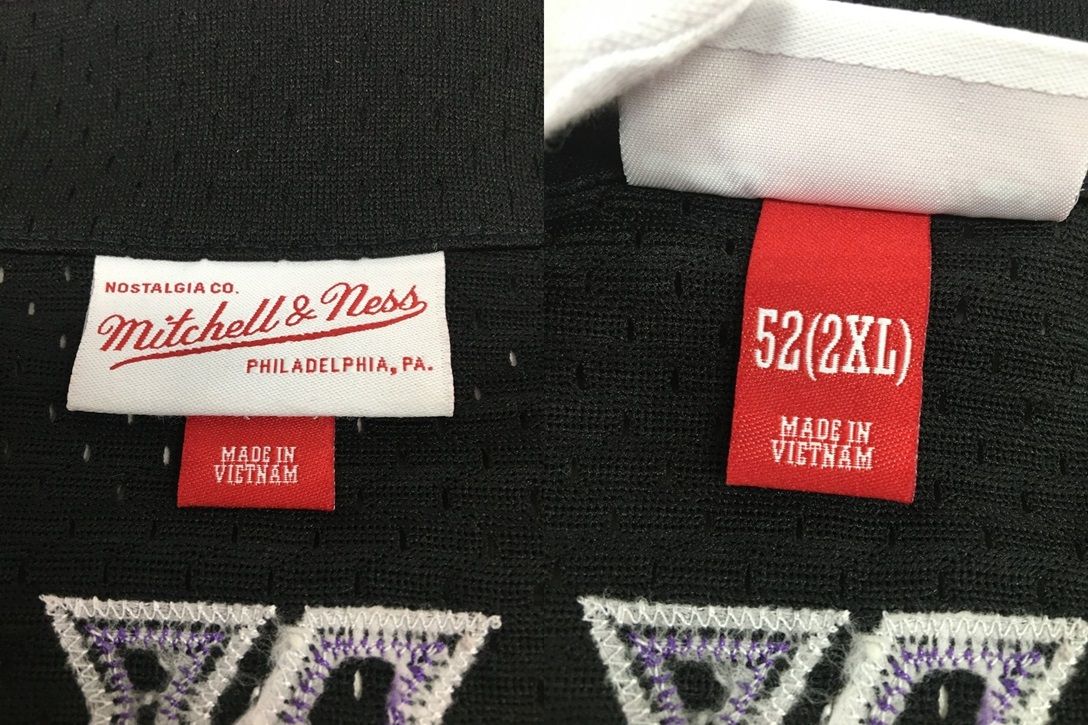 NOSTALGIA CO.
Mitchell & Ness
PHILADELPHIA, PA.
MADE IN
VIETNAM
52(2XL)
MADE IN
VIETNAM